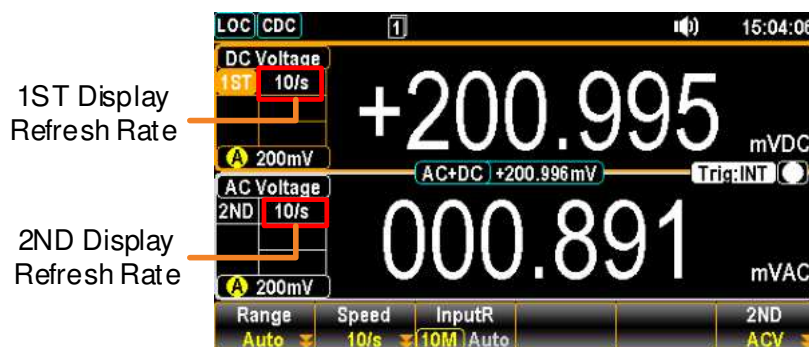 LOC CDC 1 15:04:06
DC Voltage
1ST 10/s
+200.995 mVDC
A 200mV
AC+DC +200.996mV Trig:INT
AC Voltage
2ND 10/s
000.891 mVAC
A 200mV
Range Speed InputR 2ND
Auto 10/s 10M Auto ACV
1ST Display
Refresh Rate
2ND Display
Refresh Rate